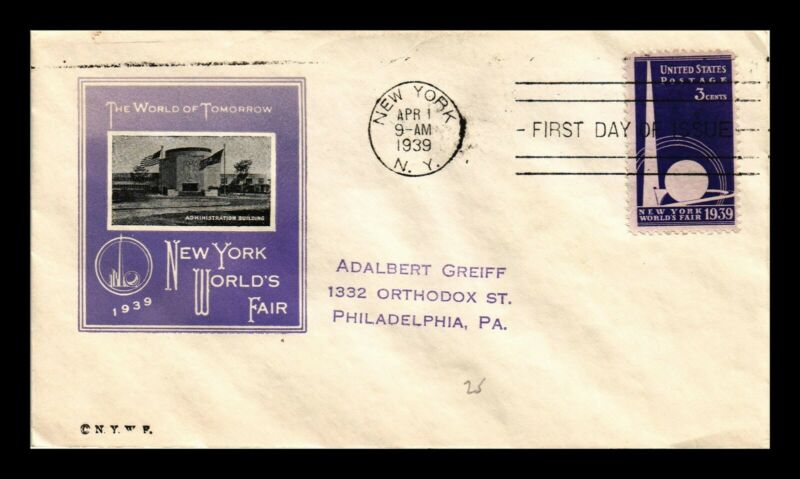 THE WORLD OF TOMORROW
ADMINISTRATION BUILDING
NEW YORK
WORLD'S
FAIR
1939
© N. Y. W. F.
NEW YORK
APR 1
9-AM
1939
N. Y.
FIRST DAY OF ISSUE
UNITED STATES
POSTAGE
3 CENTS
NEW YORK
WORLD'S FAIR 1939
ADALBERT GREIFF
1332 ORTHODOX ST.
PHILADELPHIA, PA.
25